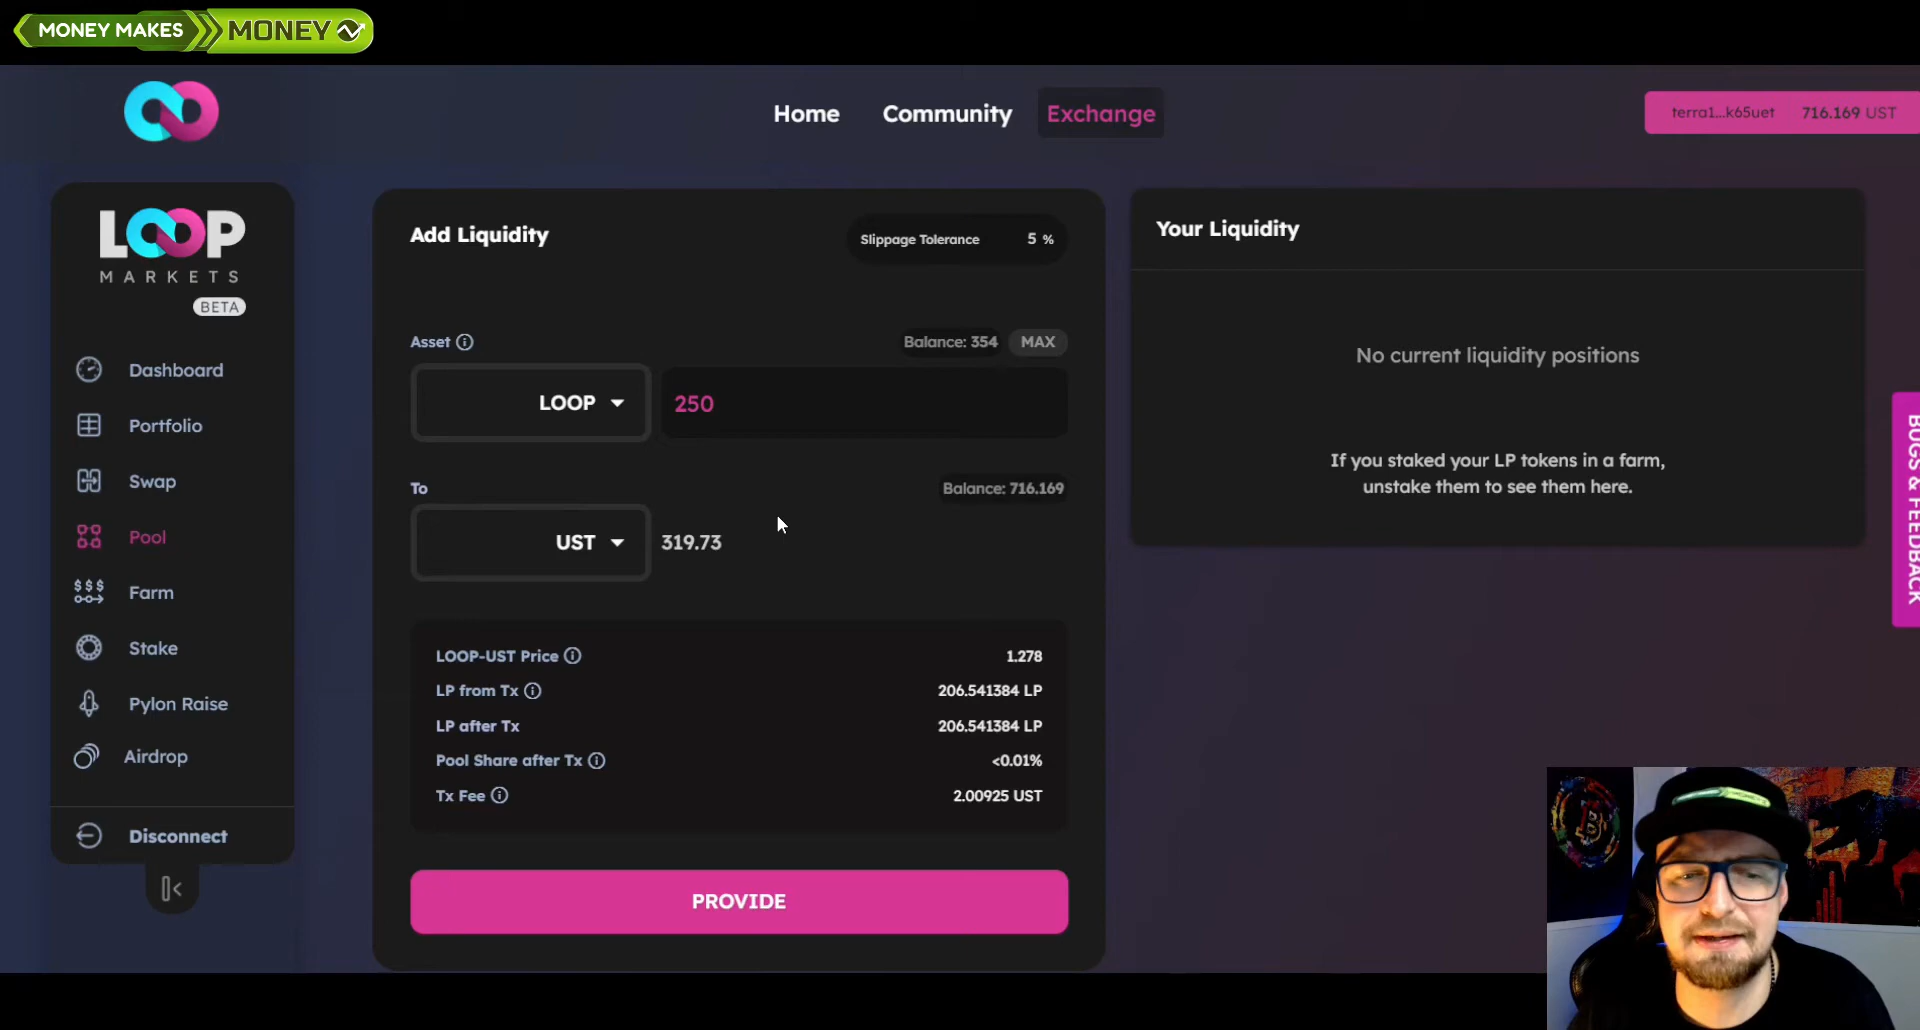 MONEY MAKES MONEY
Home Community Exchange
terra1...k65uet 716.169 UST
LOOP
MARKETS
BETA
Dashboard
Portfolio
Swap
Pool
Farm
Stake
Pylon Raise
Airdrop
Disconnect
Add Liquidity
Slippage Tolerance 5 %
Asset
Balance: 354 MAX
LOOP 250
To
Balance: 716.169
UST 319.73
LOOP-UST Price 1.278
LP from Tx 206.541384 LP
LP after Tx 206.541384 LP
Pool Share after Tx <0.01%
Tx Fee 2.00925 UST
PROVIDE
Your Liquidity
No current liquidity positions
If you staked your LP tokens in a farm,
unstake them to see them here.
BUGS & FEEDBACK